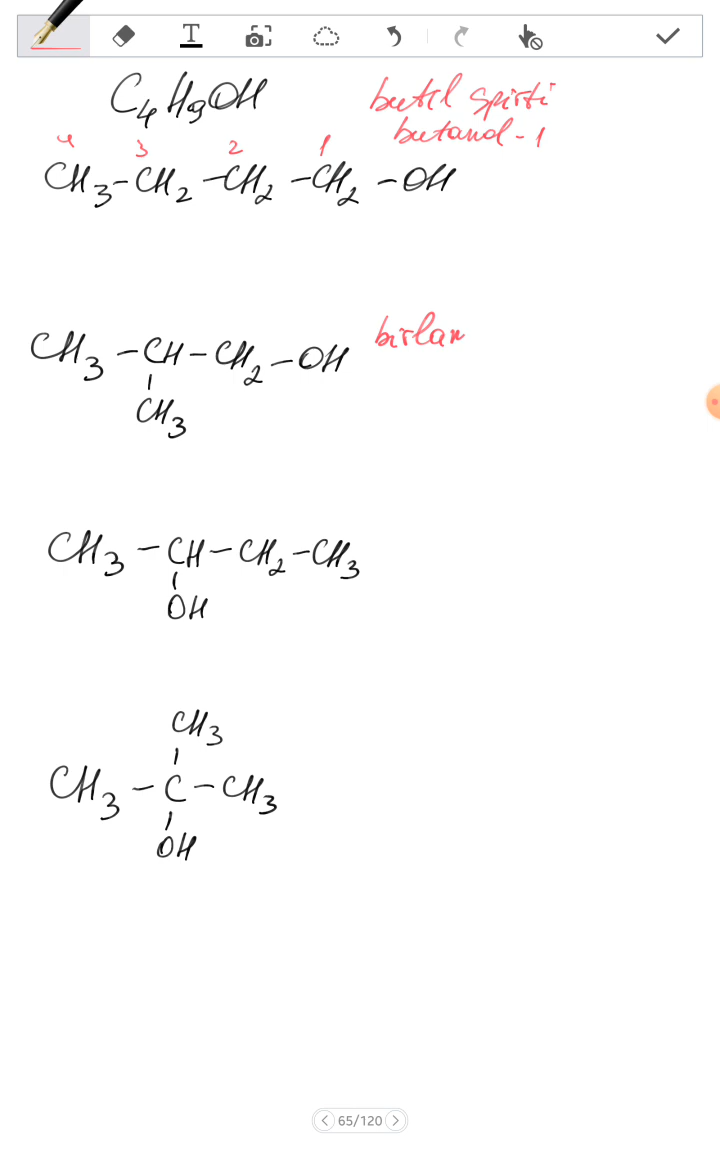 T
C₄H₉OH butil spirti
butanol-1
4 3 2 1
CH₃-CH₂-CH₂-CH₂-OH
CH₃-CH-CH₂-OH birlam
CH₃
CH₃-CH-CH₂-CH₃
OH
CH₃
CH₃-C-CH₃
OH
65/120